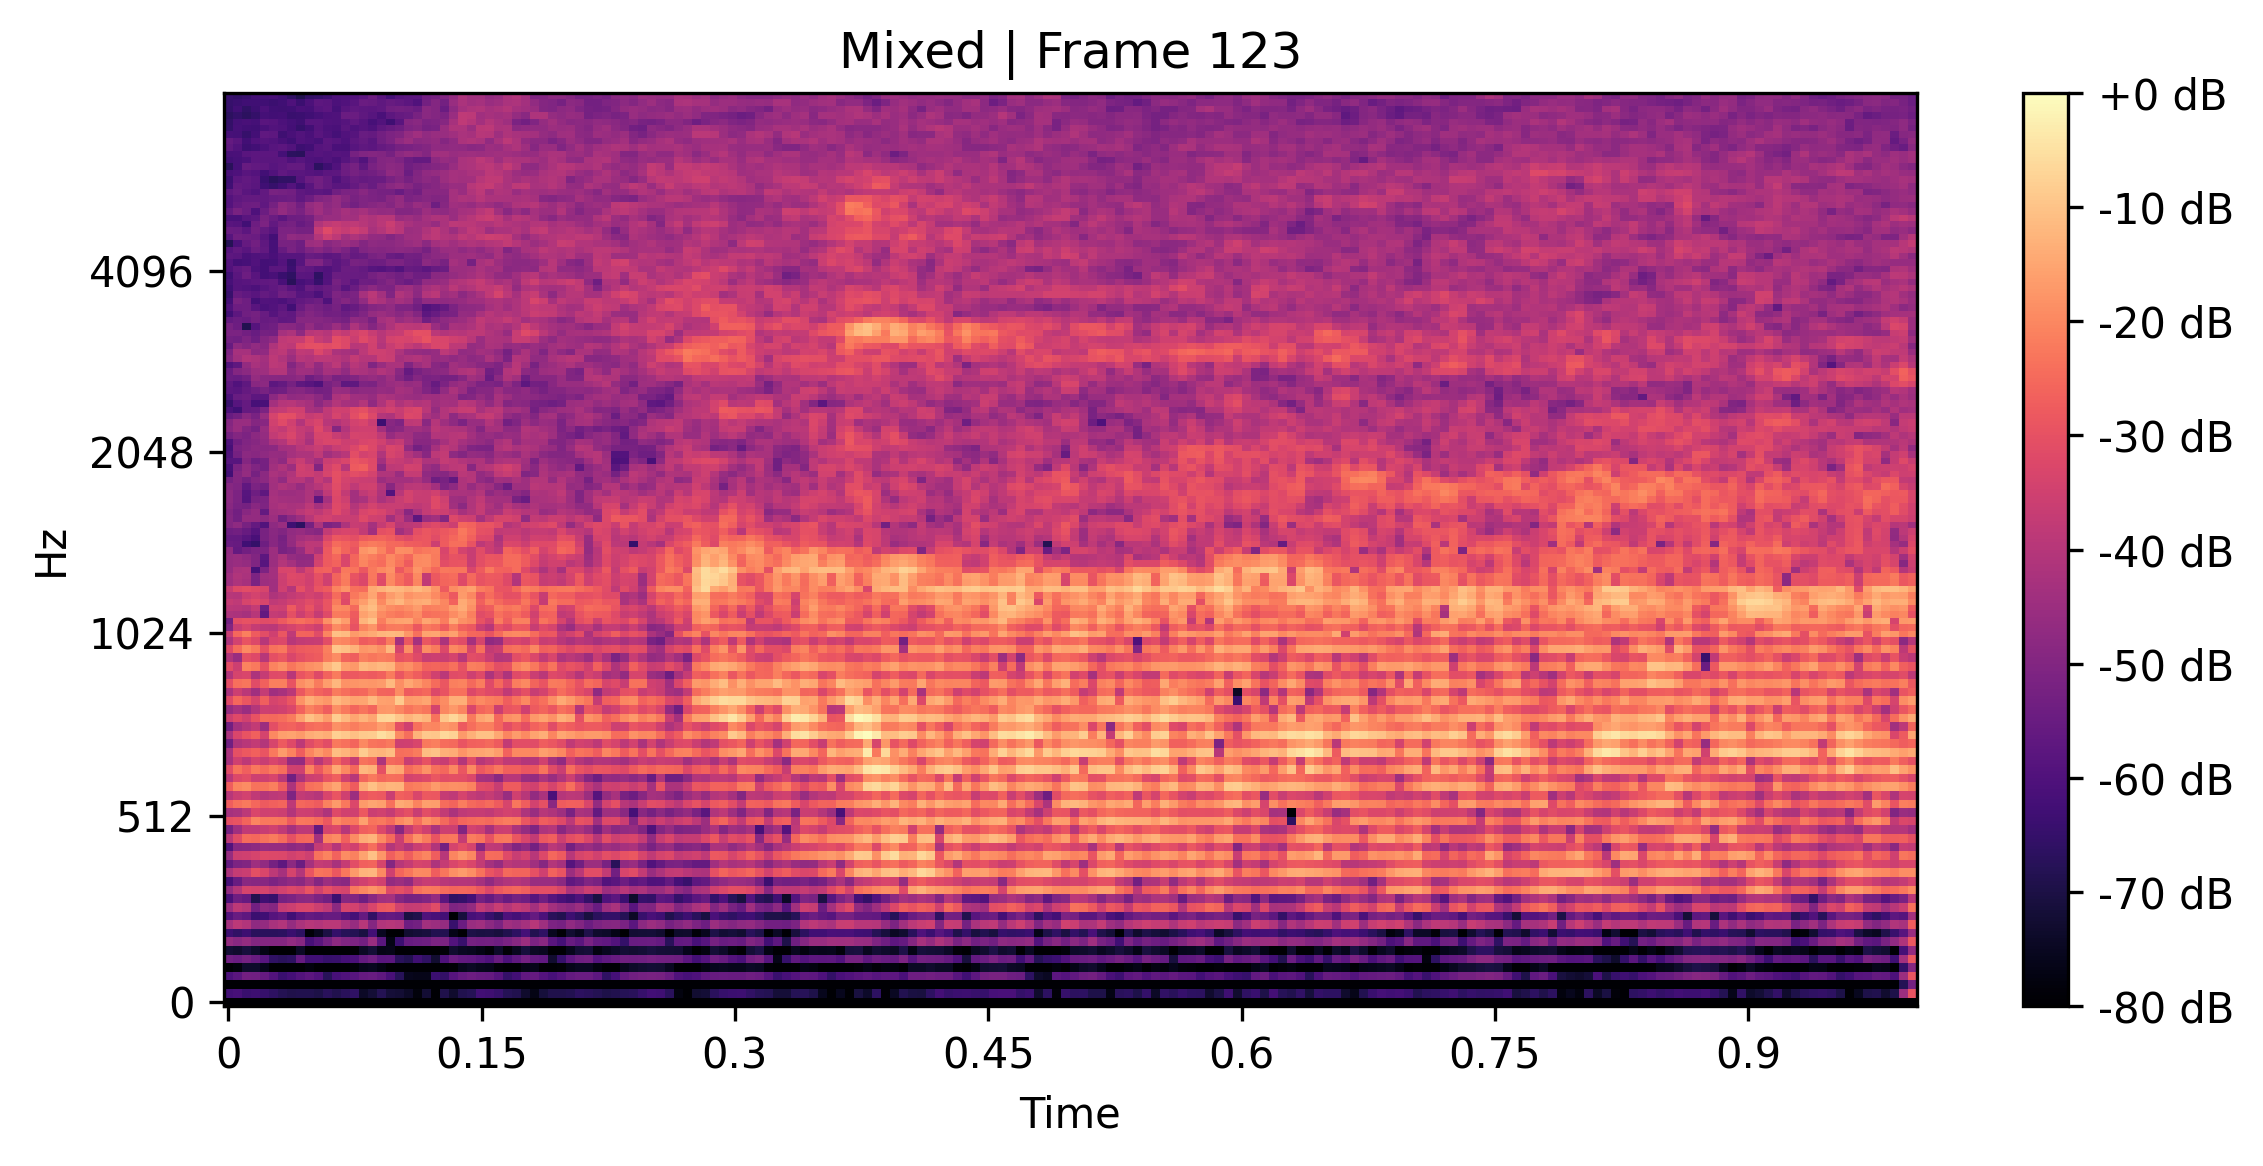 Mixed | Frame 123
+0 dB
-10 dB
-20 dB
-30 dB
-40 dB
-50 dB
-60 dB
-70 dB
-80 dB
4096
2048
1024
512
0
Hz
0 0.15 0.3 0.45 0.6 0.75 0.9
Time